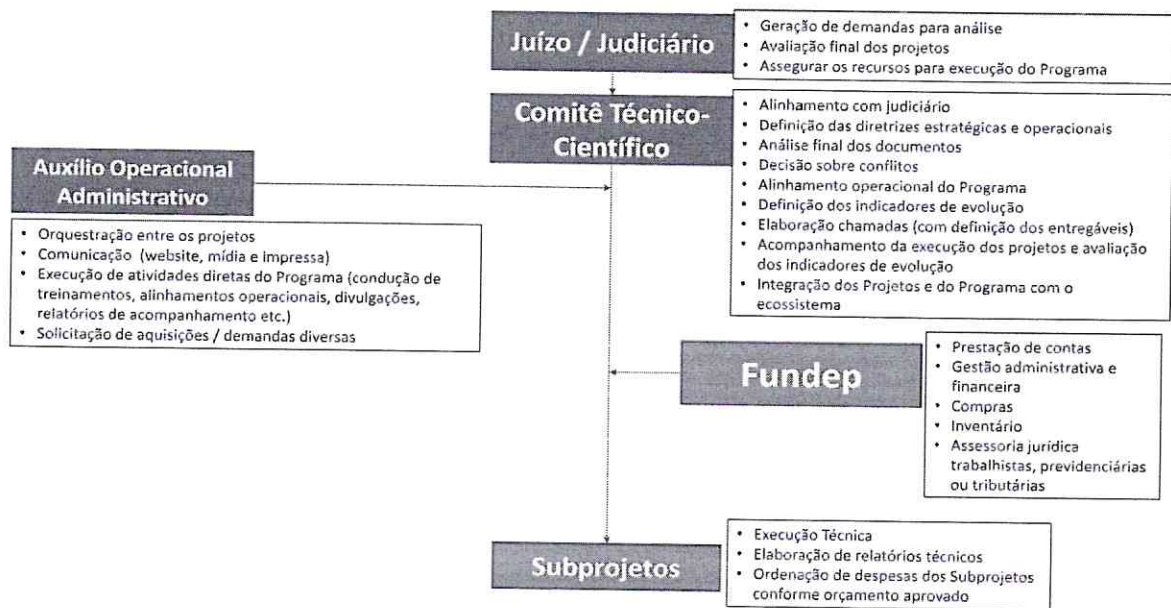 Juízo / Judiciário
• Geração de demandas para análise
• Avaliação final dos projetos
• Assegurar os recursos para execução do Programa
Comitê Técnico-
Científico
• Alinhamento com judiciário
• Definição das diretrizes estratégicas e operacionais
• Análise final dos documentos
• Decisão sobre conflitos
• Alinhamento operacional do Programa
• Definição dos indicadores de evolução
• Elaboração chamadas (com definição dos entregáveis)
• Acompanhamento da execução dos projetos e avaliação
dos indicadores de evolução
• Integração dos Projetos e do Programa com o
ecossistema
Auxílio Operacional
Administrativo
• Orquestração entre os projetos
• Comunicação (website, mídia e impressa)
• Execução de atividades diretas do Programa (condução de
treinamentos, alinhamentos operacionais, divulgações,
relatórios de acompanhamento etc.)
• Solicitação de aquisições / demandas diversas
Fundep
• Prestação de contas
• Gestão administrativa e
financeira
• Compras
• Inventário
• Assessoria jurídica
trabalhistas, previdenciárias
ou tributárias
Subprojetos
• Execução Técnica
• Elaboração de relatórios técnicos
• Ordenação de despesas dos Subprojetos
conforme orçamento aprovado